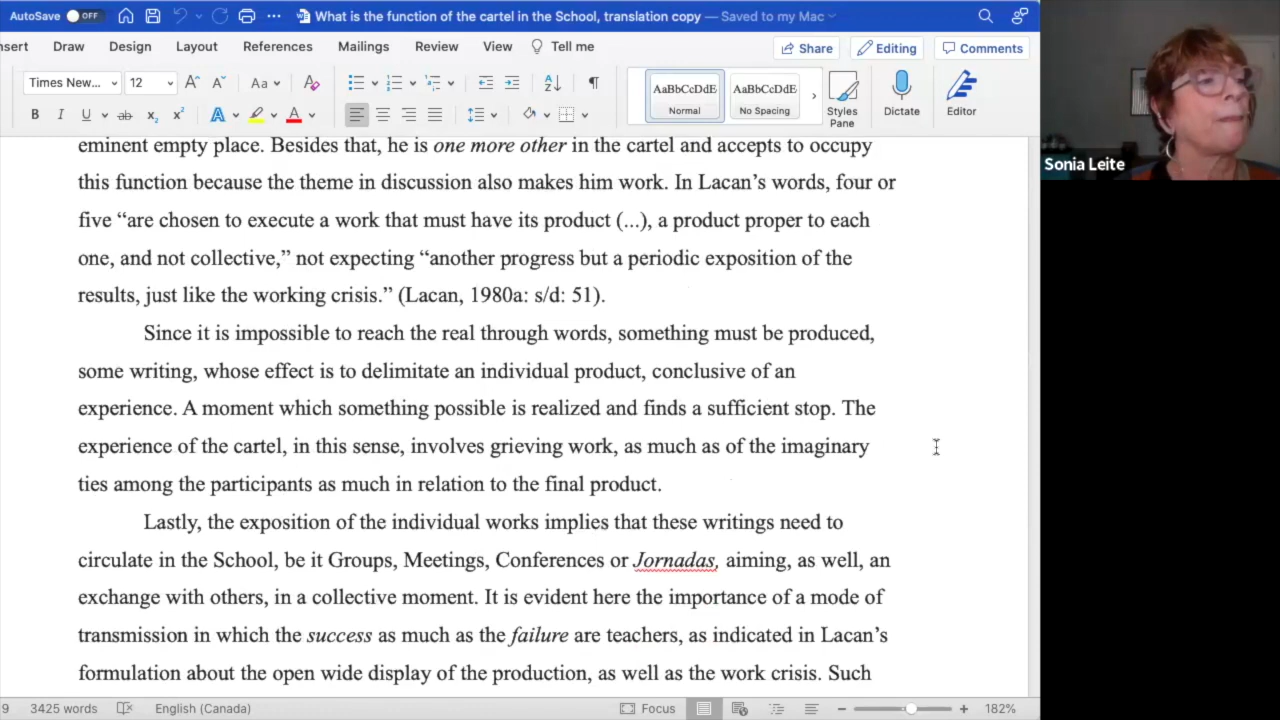 AutoSave OFF What is the function of the cartel in the School, translation copy — Saved to my Mac
nsert Draw Design Layout References Mailings Review View Tell me Share Editing Comments
Times New... 12 A A Aa A AaBbCcDdE AaBbCcDdE
B I U ab x₂ x² A A Normal No Spacing Styles Pane Dictate Editor
Sonia Leite
eminent empty place. Besides that, he is one more other in the cartel and accepts to occupy
this function because the theme in discussion also makes him work. In Lacan’s words, four or
five “are chosen to execute a work that must have its product (...), a product proper to each
one, and not collective,” not expecting “another progress but a periodic exposition of the
results, just like the working crisis.” (Lacan, 1980a: s/d: 51).
Since it is impossible to reach the real through words, something must be produced,
some writing, whose effect is to delimitate an individual product, conclusive of an
experience. A moment which something possible is realized and finds a sufficient stop. The
experience of the cartel, in this sense, involves grieving work, as much as of the imaginary
ties among the participants as much in relation to the final product.
Lastly, the exposition of the individual works implies that these writings need to
circulate in the School, be it Groups, Meetings, Conferences or Jornadas, aiming, as well, an
exchange with others, in a collective moment. It is evident here the importance of a mode of
transmission in which the success as much as the failure are teachers, as indicated in Lacan’s
formulation about the open wide display of the production, as well as the work crisis. Such
9 3425 words English (Canada) Focus 182%